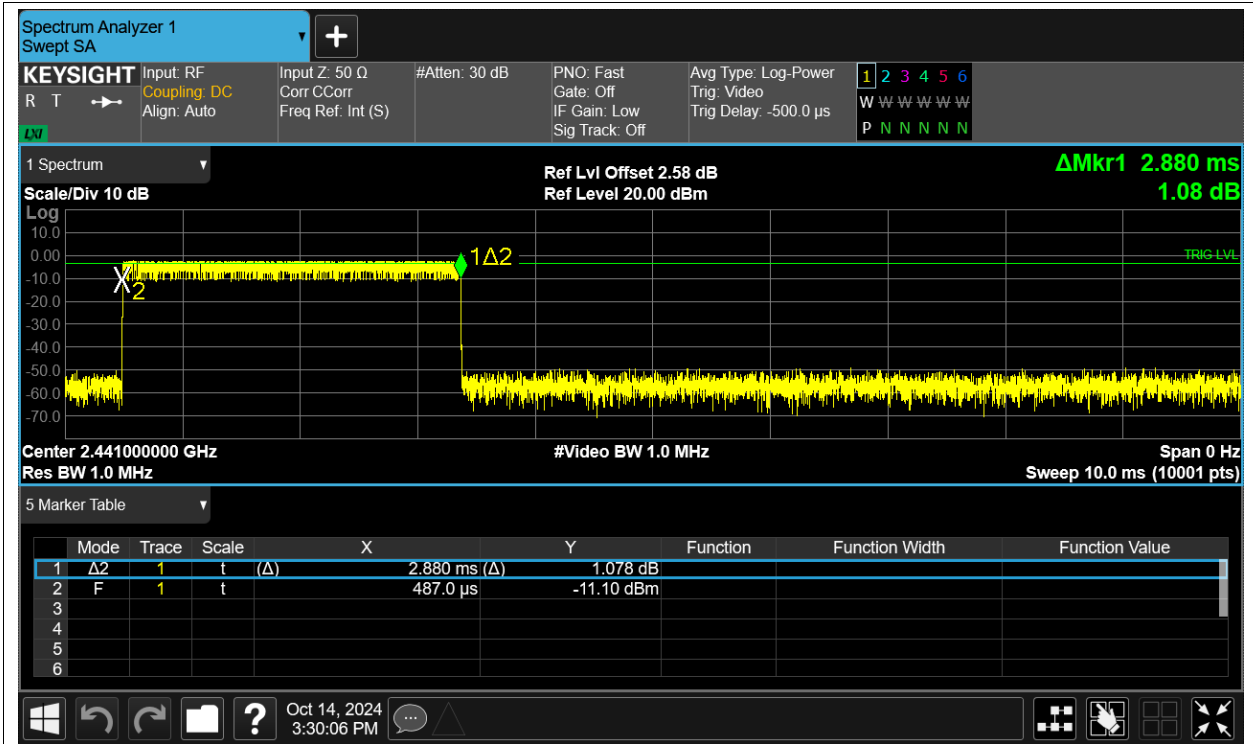 Spectrum Analyzer 1
Swept SA
KEYSIGHT
R T
LXI
Input: RF
Coupling: DC
Align: Auto
Input Z: 50 Ω
Corr CCorr
Freq Ref: Int (S)
#Atten: 30 dB
PNO: Fast
Gate: Off
IF Gain: Low
Sig Track: Off
Avg Type: Log-Power
Trig: Video
Trig Delay: -500.0 µs
1 2 3 4 5 6
W W W W W W
P N N N N N
1 Spectrum
Scale/Div 10 dB
Ref Lvl Offset 2.58 dB
Ref Level 20.00 dBm
ΔMkr1 2.880 ms
1.08 dB
Log
10.0
0.00
-10.0
-20.0
-30.0
-40.0
-50.0
-60.0
-70.0
1Δ2
X2
TRIG LVL
Center 2.441000000 GHz #Video BW 1.0 MHz Span 0 Hz
Res BW 1.0 MHz Sweep 10.0 ms (10001 pts)
5 Marker Table
Mode Trace Scale X Y Function Function Width Function Value
1 Δ2 1 t (Δ) 2.880 ms (Δ) 1.078 dB
2 F 1 t 487.0 µs -11.10 dBm
3
4
5
6
?
Oct 14, 2024
3:30:06 PM